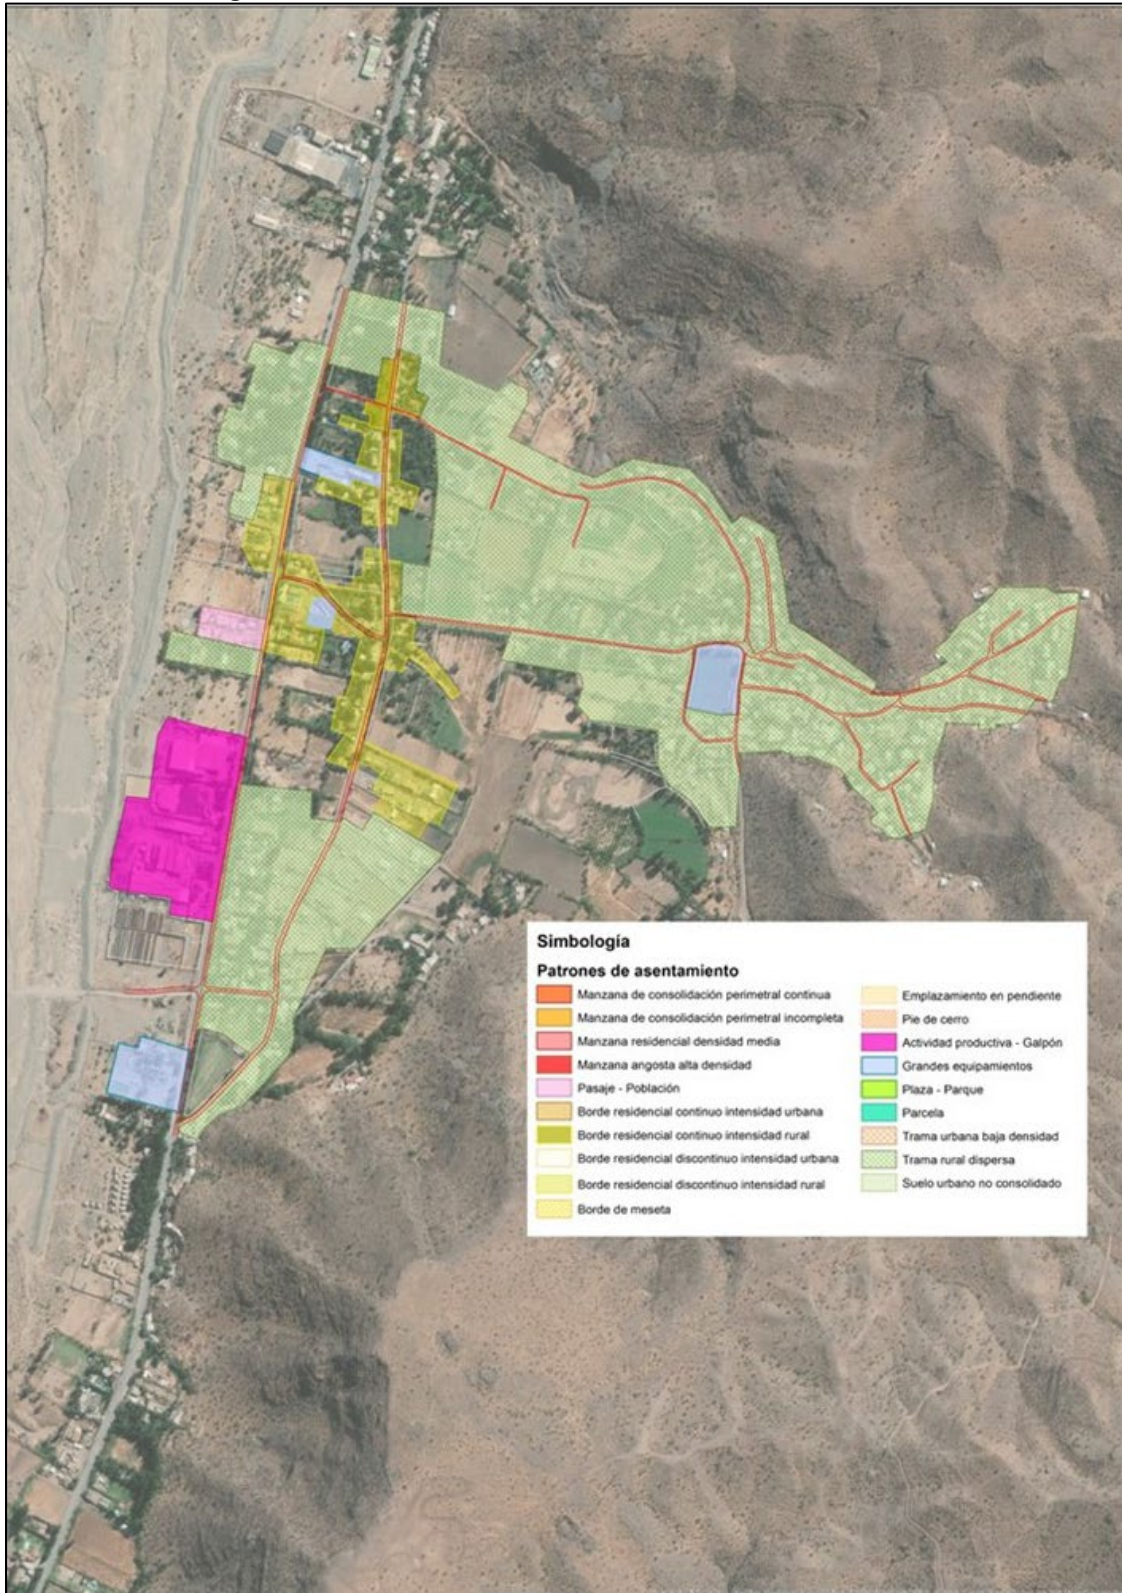 Simbología
Patrones de asentamiento
Manzana de consolidación perimetral continua
Manzana de consolidación perimetral incompleta
Manzana residencial densidad media
Manzana angosta alta densidad
Pasaje - Población
Borde residencial continuo intensidad urbana
Borde residencial continuo intensidad rural
Borde residencial discontinuo intensidad urbana
Borde residencial discontinuo intensidad rural
Borde de meseta
Emplazamiento en pendiente
Pie de cerro
Actividad productiva - Galpón
Grandes equipamientos
Plaza - Parque
Parcela
Trama urbana baja densidad
Trama rural dispersa
Suelo urbano no consolidado